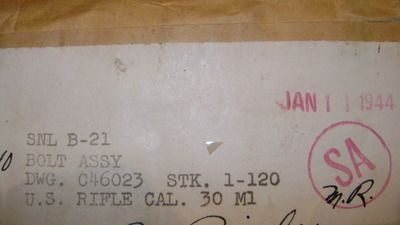 JAN 11 1944
SNL B-21
BOLT ASSY
DWG. C46023 STK. 1-120
U.S. RIFLE CAL. 30 M1
SA
M.R.